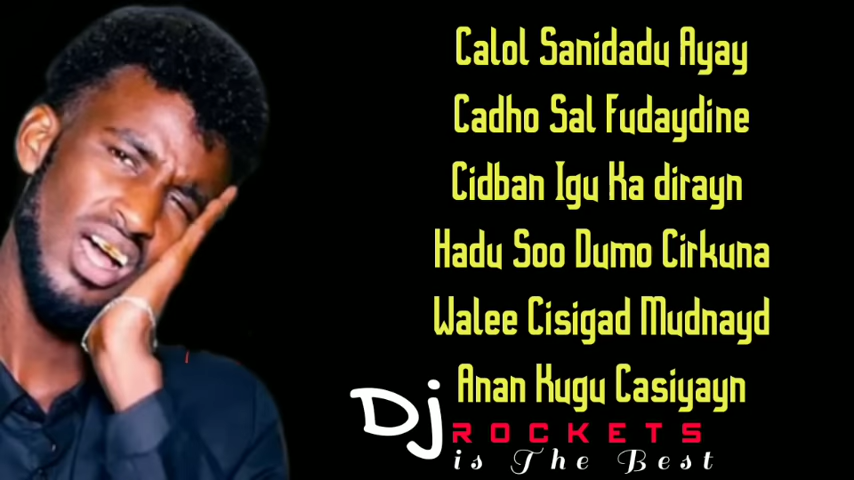 Calol Sanidadu Ayay
Cadho Sal Fudaydine
Cidban Igu Ka dirayn
Hadu Soo Dumo Cirkuna
Walee Cisigad Mudnayd
Anan Kugu Casiyayn
Dj ROCKETS
is The Best